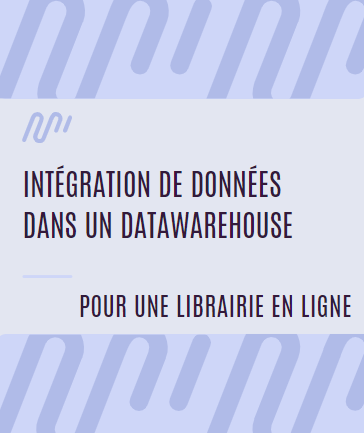 INTÉGRATION DE DONNÉES
DANS UN DATAWAREHOUSE
POUR UNE LIBRAIRIE EN LIGNE